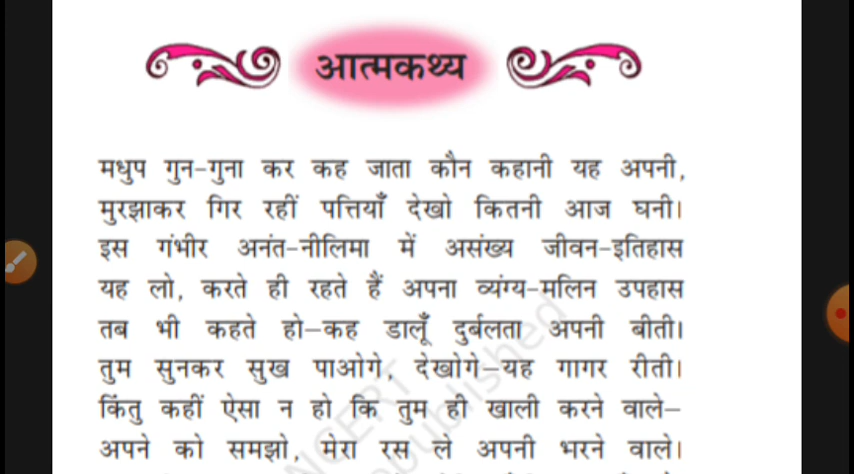 आत्मकथ्य
मधुप गुन-गुना कर कह जाता कौन कहानी यह अपनी,
मुरझाकर गिर रहीं पत्तियाँ देखो कितनी आज घनी।
इस गंभीर अनंत-नीलिमा में असंख्य जीवन-इतिहास
यह लो, करते ही रहते हैं अपना व्यंग्य-मलिन उपहास
तब भी कहते हो-कह डालूँ दुर्बलता अपनी बीती।
तुम सुनकर सुख पाओगे, देखोगे-यह गागर रीती।
किंतु कहीं ऐसा न हो कि तुम ही खाली करने वाले-
अपने को समझो, मेरा रस ले अपनी भरने वाले।
NCERT
republished